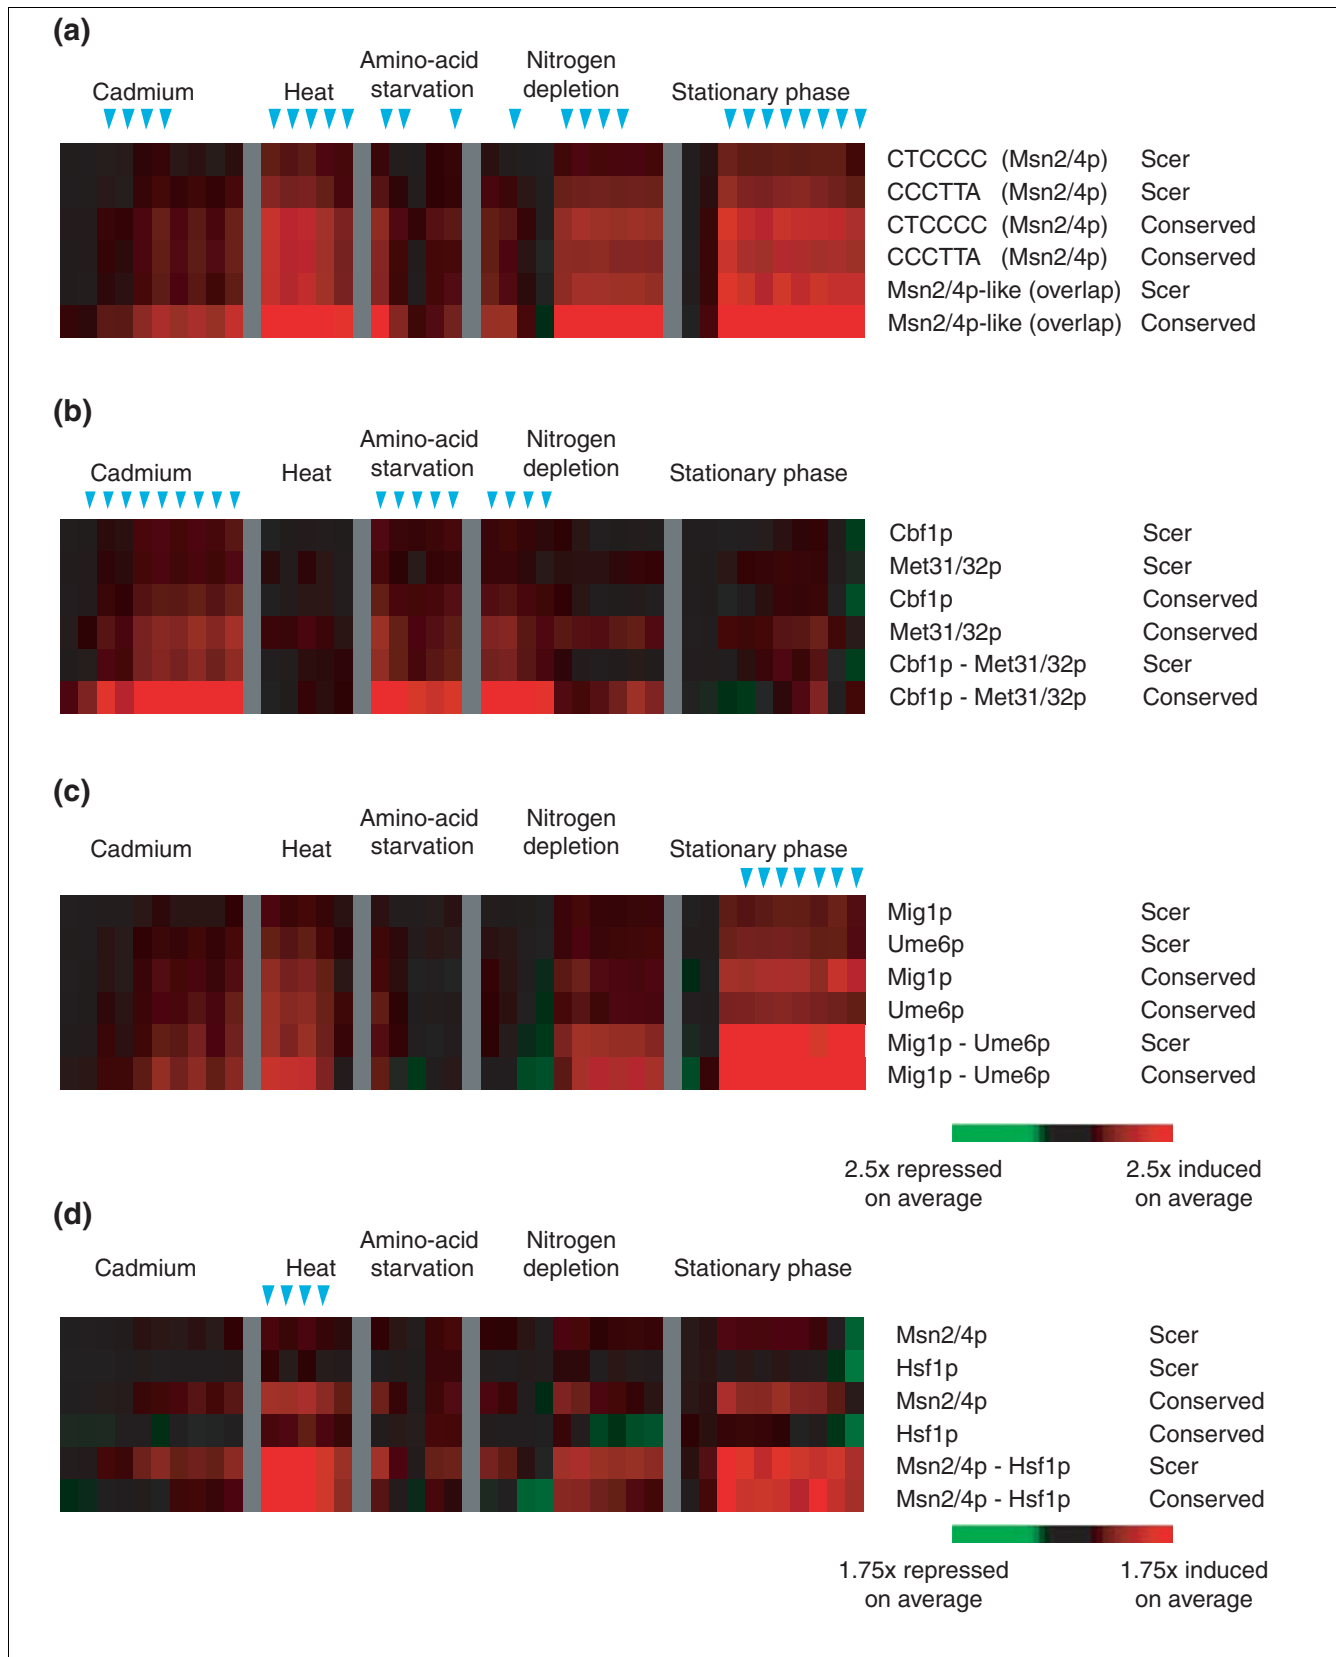 (a)
Cadmium
Heat
Amino-acid
starvation
Nitrogen
depletion
Stationary phase
CTCCCC (Msn2/4p) Scer
CCCTTA (Msn2/4p) Scer
CTCCCC (Msn2/4p) Conserved
CCCTTA (Msn2/4p) Conserved
Msn2/4p-like (overlap) Scer
Msn2/4p-like (overlap) Conserved
(b)
Cadmium
Heat
Amino-acid
starvation
Nitrogen
depletion
Stationary phase
Cbf1p Scer
Met31/32p Scer
Cbf1p Conserved
Met31/32p Conserved
Cbf1p - Met31/32p Scer
Cbf1p - Met31/32p Conserved
(c)
Cadmium
Heat
Amino-acid
starvation
Nitrogen
depletion
Stationary phase
Mig1p Scer
Ume6p Scer
Mig1p Conserved
Ume6p Conserved
Mig1p - Ume6p Scer
Mig1p - Ume6p Conserved
2.5x repressed
on average
2.5x induced
on average
(d)
Cadmium
Heat
Amino-acid
starvation
Nitrogen
depletion
Stationary phase
Msn2/4p Scer
Hsf1p Scer
Msn2/4p Conserved
Hsf1p Conserved
Msn2/4p - Hsf1p Scer
Msn2/4p - Hsf1p Conserved
1.75x repressed
on average
1.75x induced
on average